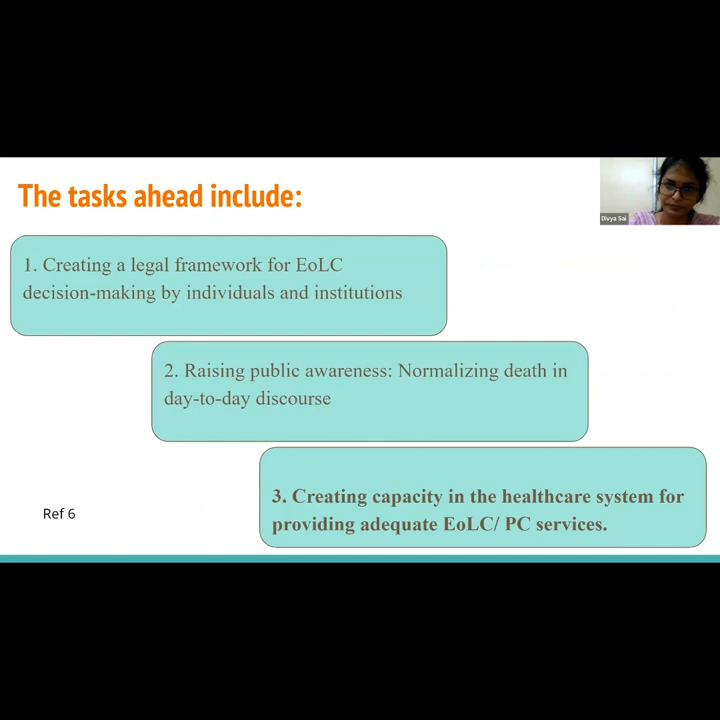 The tasks ahead include:
Divya Sai
1. Creating a legal framework for EoLC
decision-making by individuals and institutions
2. Raising public awareness: Normalizing death in
day-to-day discourse
3. Creating capacity in the healthcare system for
providing adequate EoLC/ PC services.
Ref 6